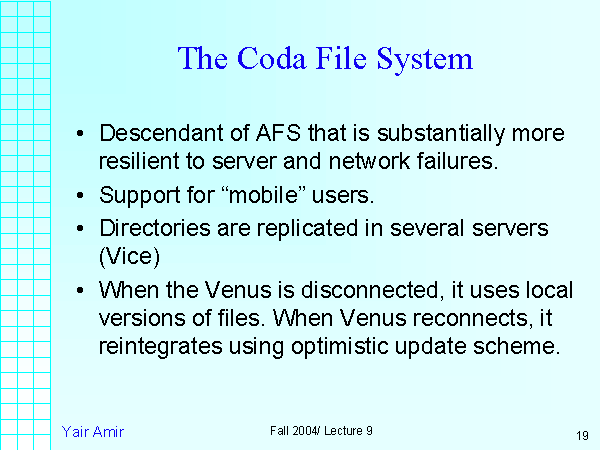 The Coda File System
• Descendant of AFS that is substantially more
resilient to server and network failures.
• Support for “mobile” users.
• Directories are replicated in several servers
(Vice)
• When the Venus is disconnected, it uses local
versions of files. When Venus reconnects, it
reintegrates using optimistic update scheme.
Yair Amir
Fall 2004/ Lecture 9
19